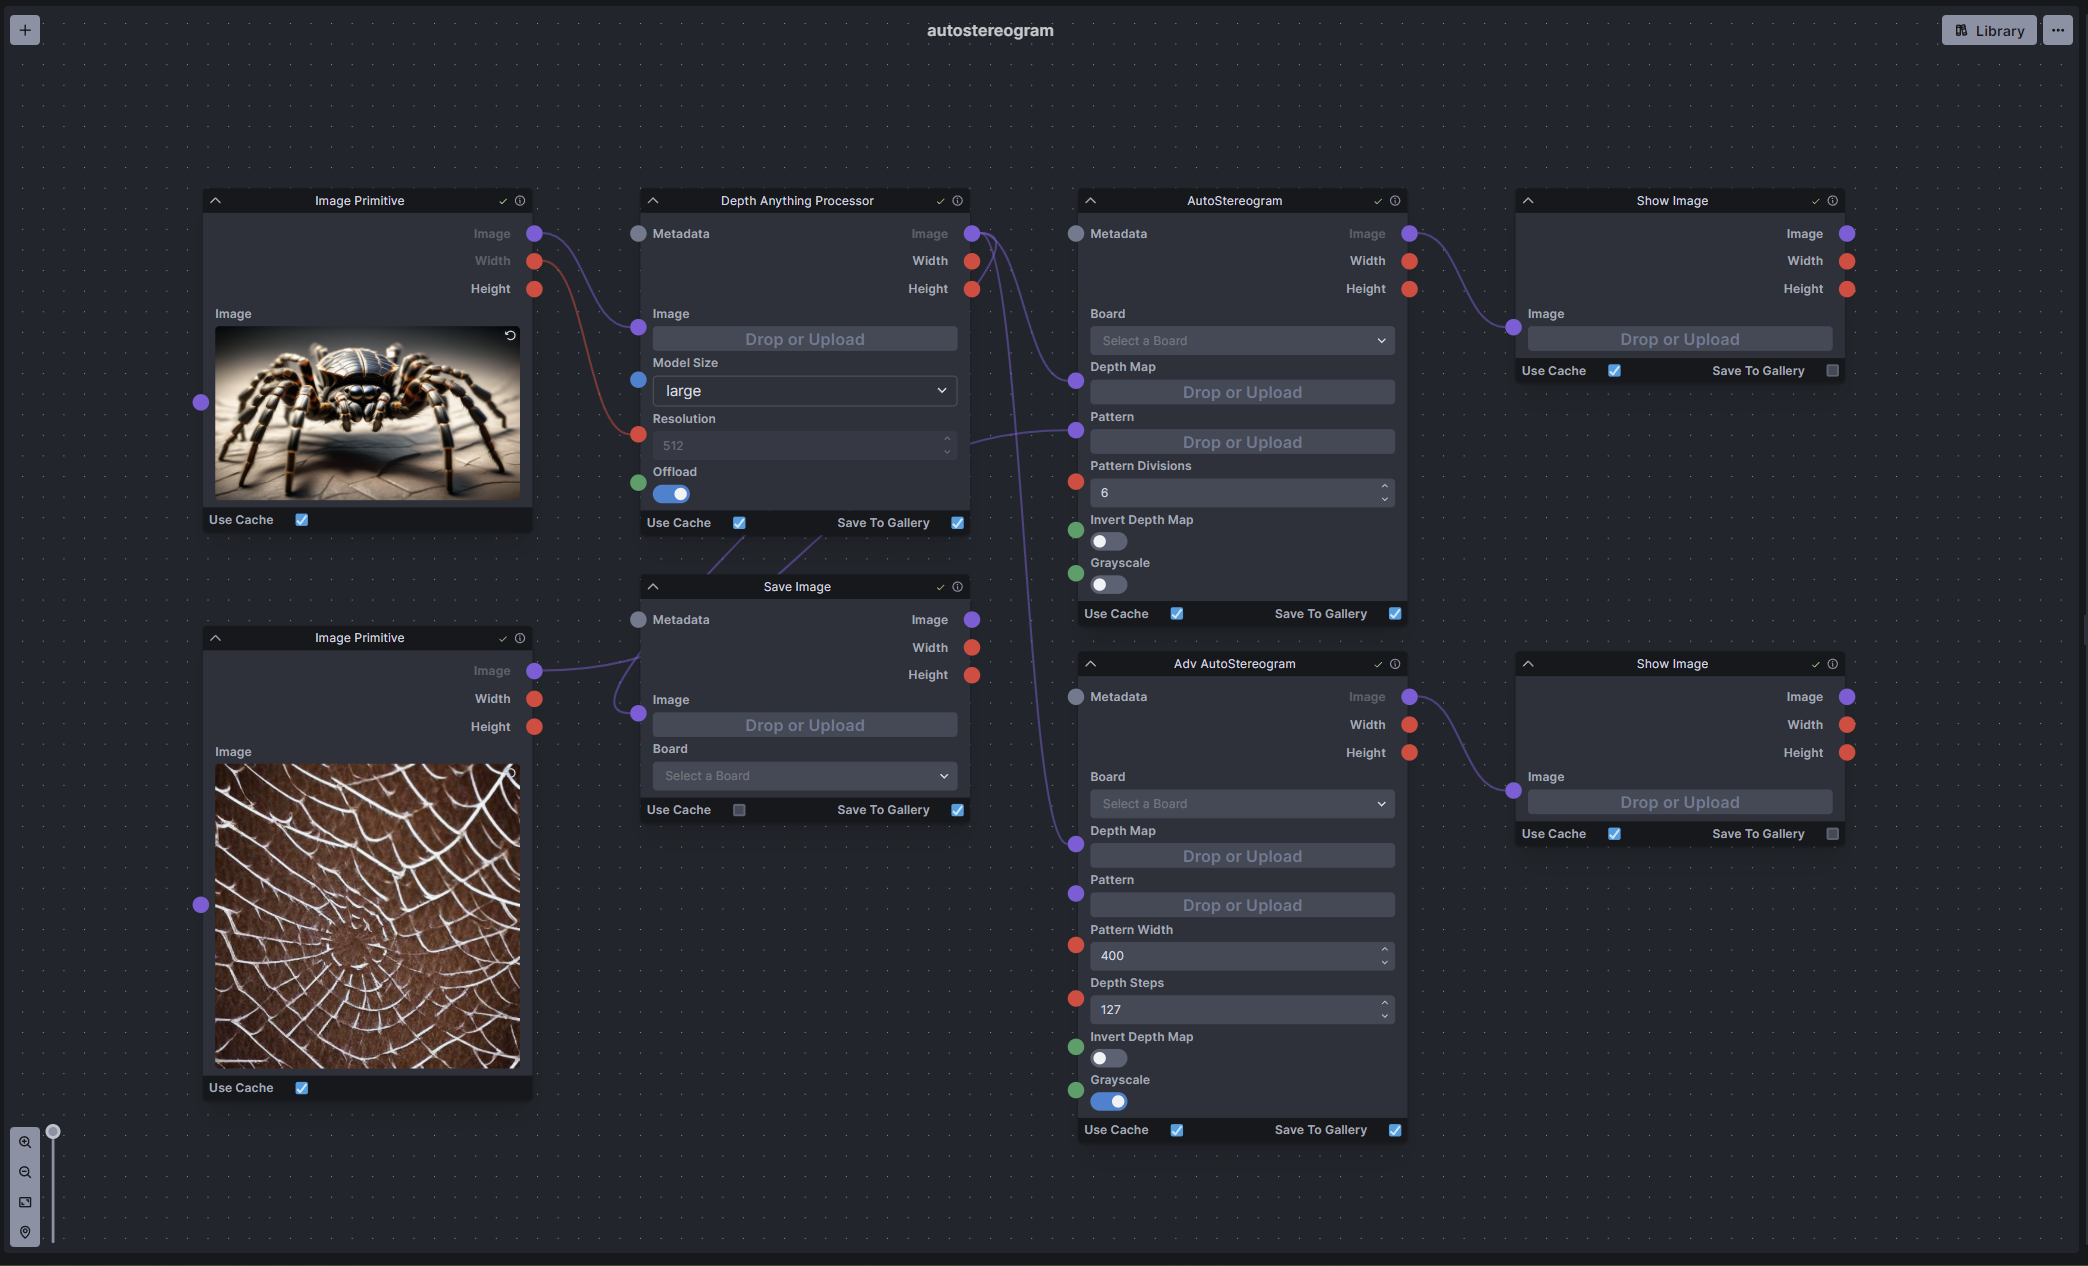 autostereogram
Library
Image Primitive
Image
Width
Height
Image
Use Cache
Depth Anything Processor
Metadata
Image
Width
Height
Image
Drop or Upload
Model Size
large
Resolution
512
Offload
Use Cache
Save To Gallery
AutoStereogram
Metadata
Image
Width
Height
Board
Select a Board
Depth Map
Drop or Upload
Pattern
Drop or Upload
Pattern Divisions
6
Invert Depth Map
Grayscale
Use Cache
Save To Gallery
Show Image
Image
Width
Height
Image
Drop or Upload
Use Cache
Save To Gallery
Image Primitive
Image
Width
Height
Image
Use Cache
Save Image
Metadata
Image
Width
Height
Image
Drop or Upload
Board
Select a Board
Use Cache
Save To Gallery
Adv AutoStereogram
Metadata
Image
Width
Height
Board
Select a Board
Depth Map
Drop or Upload
Pattern
Drop or Upload
Pattern Width
400
Depth Steps
127
Invert Depth Map
Grayscale
Use Cache
Save To Gallery
Show Image
Image
Width
Height
Image
Drop or Upload
Use Cache
Save To Gallery